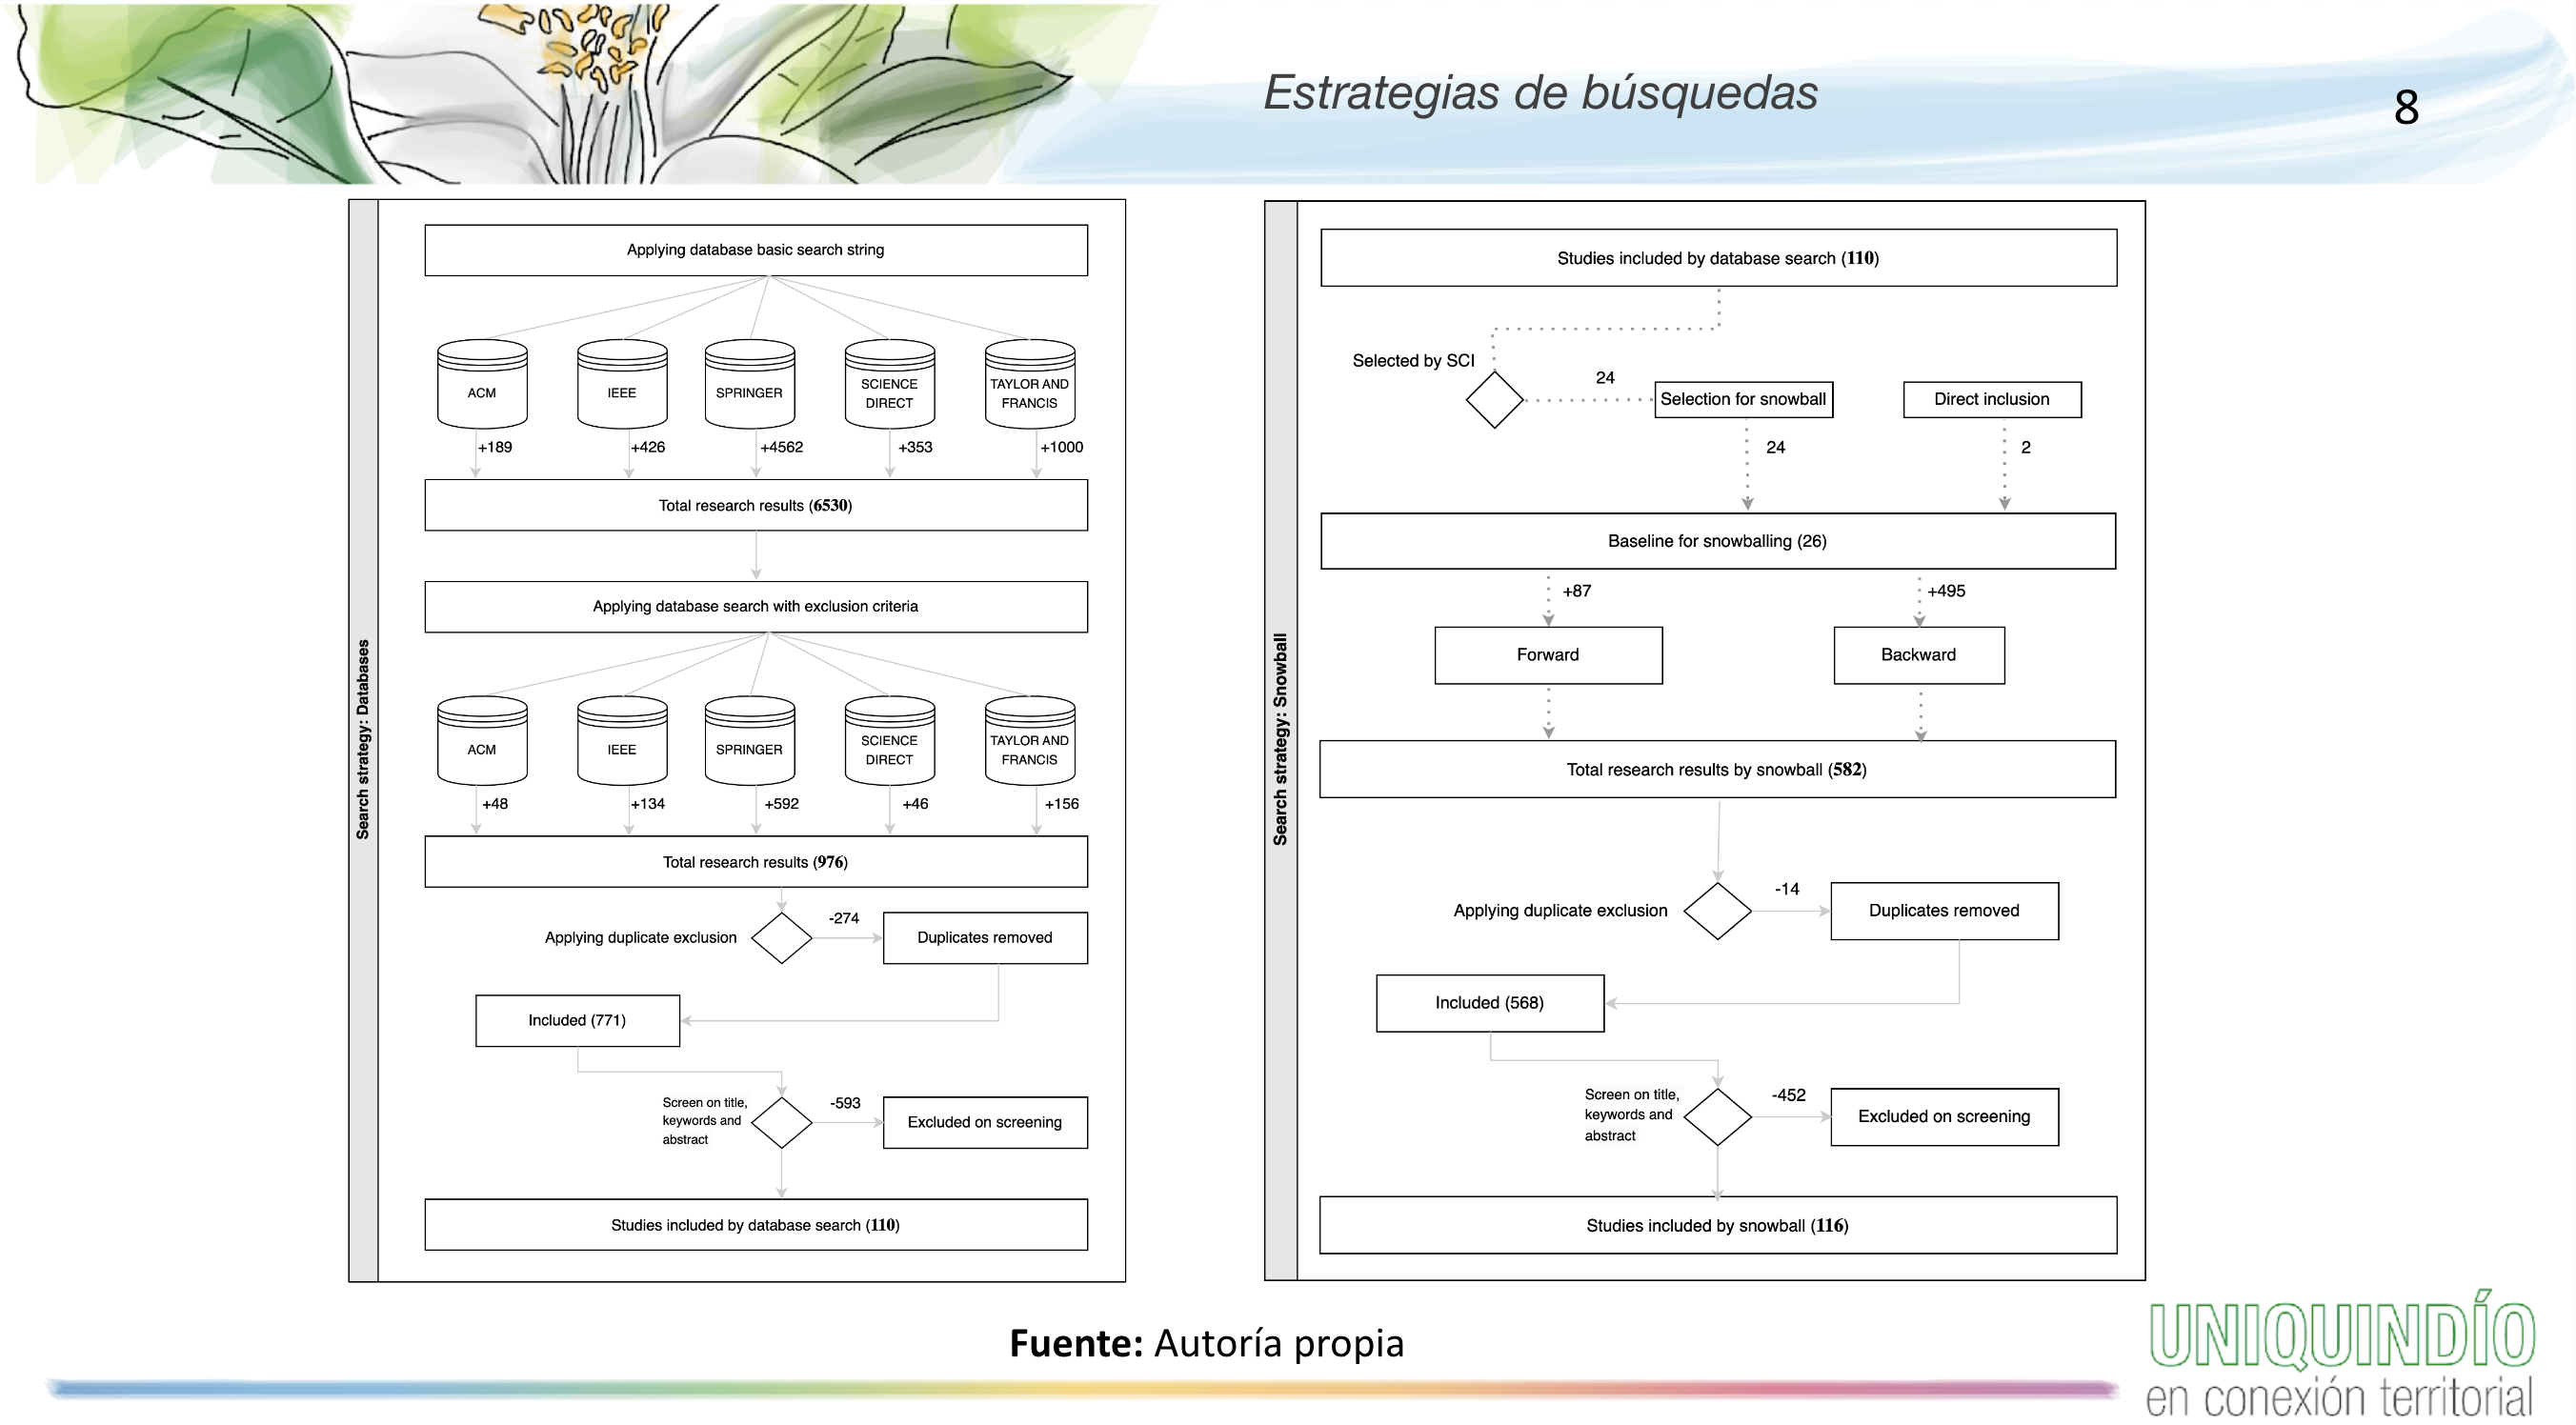 Estrategias de búsquedas
8
Search strategy: Databases
Applying database basic search string
ACM
IEEE
SPRINGER
SCIENCE
DIRECT
TAYLOR AND
FRANCIS
+189
+426
+4562
+353
+1000
Total research results (6530)
Applying database search with exclusion criteria
ACM
IEEE
SPRINGER
SCIENCE
DIRECT
TAYLOR AND
FRANCIS
+48
+134
+592
+46
+156
Total research results (976)
Applying duplicate exclusion
-274
Duplicates removed
Included (771)
Screen on title,
keywords and
abstract
-593
Excluded on screening
Studies included by database search (110)
Search strategy: Snowball
Studies included by database search (110)
Selected by SCI
24
Selection for snowball
Direct inclusion
24
2
Baseline for snowballing (26)
+87
+495
Forward
Backward
Total research results by snowball (582)
Applying duplicate exclusion
-14
Duplicates removed
Included (568)
Screen on title,
keywords and
abstract
-452
Excluded on screening
Studies included by snowball (116)
Fuente: Autoría propia
UNIQUINDÍO
en conexión territorial